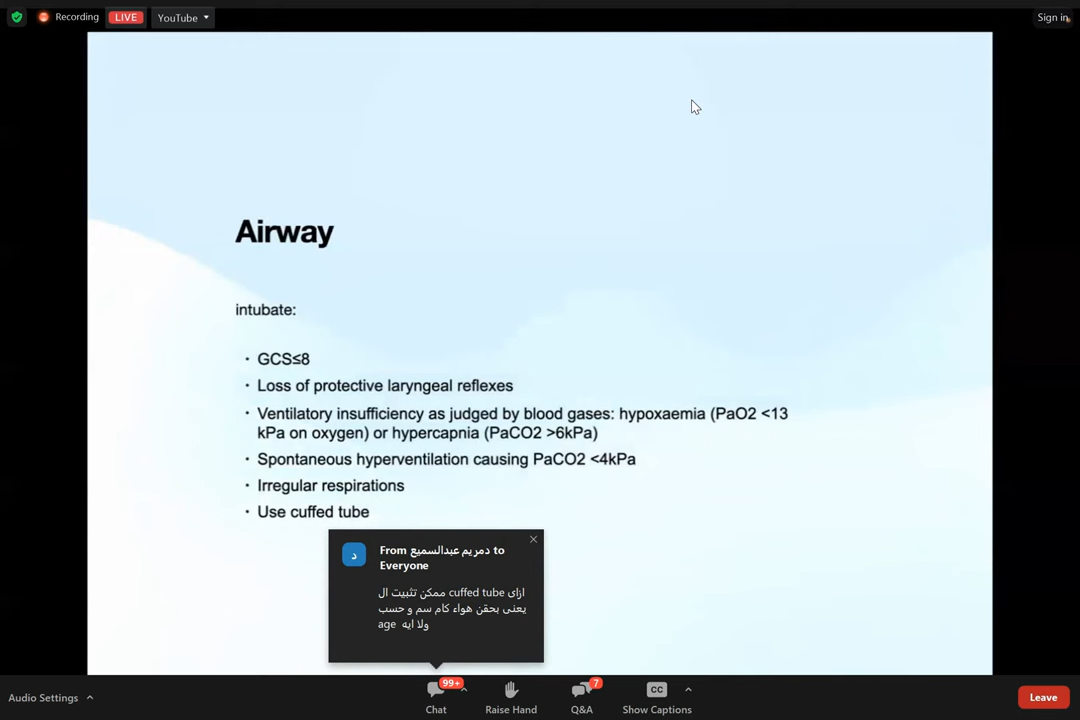 Recording
LIVE
YouTube
Sign in
Airway
intubate:
· GCS≤8
· Loss of protective laryngeal reflexes
· Ventilatory insufficiency as judged by blood gases: hypoxaemia (PaO2 <13
kPa on oxygen) or hypercapnia (PaCO2 >6kPa)
· Spontaneous hyperventilation causing PaCO2 <4kPa
· Irregular respirations
· Use cuffed tube
د
From دمريم عبدالسميع to
Everyone
ازاى cuffed tube ممكن تثبيت ال
يعنى بحقن هواء كام سم و حسب
age ولا ايه
Audio Settings
99+
Chat
Raise Hand
7
Q&A
CC
Show Captions
Leave